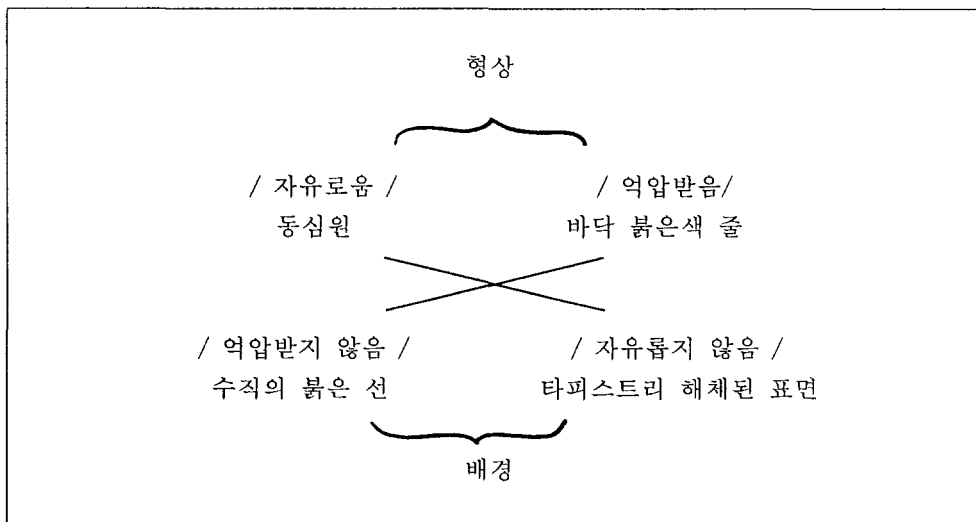 형상
/ 자유로움 / / 억압받음/
동심원 바닥 붉은색 줄
/ 억압받지 않음 / / 자유롭지 않음 /
수직의 붉은 선 타피스트리 해체된 표면
배경